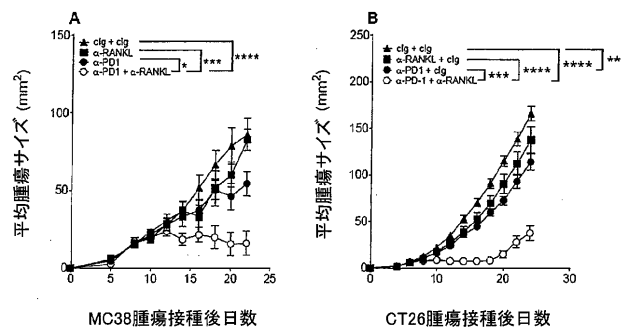 A
150
100
50
0
平均腫瘍サイズ (mm²)
cIg + cIg
α-RANKL
α-PD1
α-PD1 + α-RANKL
*
***
****
0 5 10 15 20 25
MC38腫瘍接種後日数
B
250
200
150
100
50
0
平均腫瘍サイズ (mm²)
cIg + cIg
α-RANKL + cIg
α-PD1 + cIg
α-PD-1 + α-RANKL
***
****
****
**
0 10 20 30
CT26腫瘍接種後日数